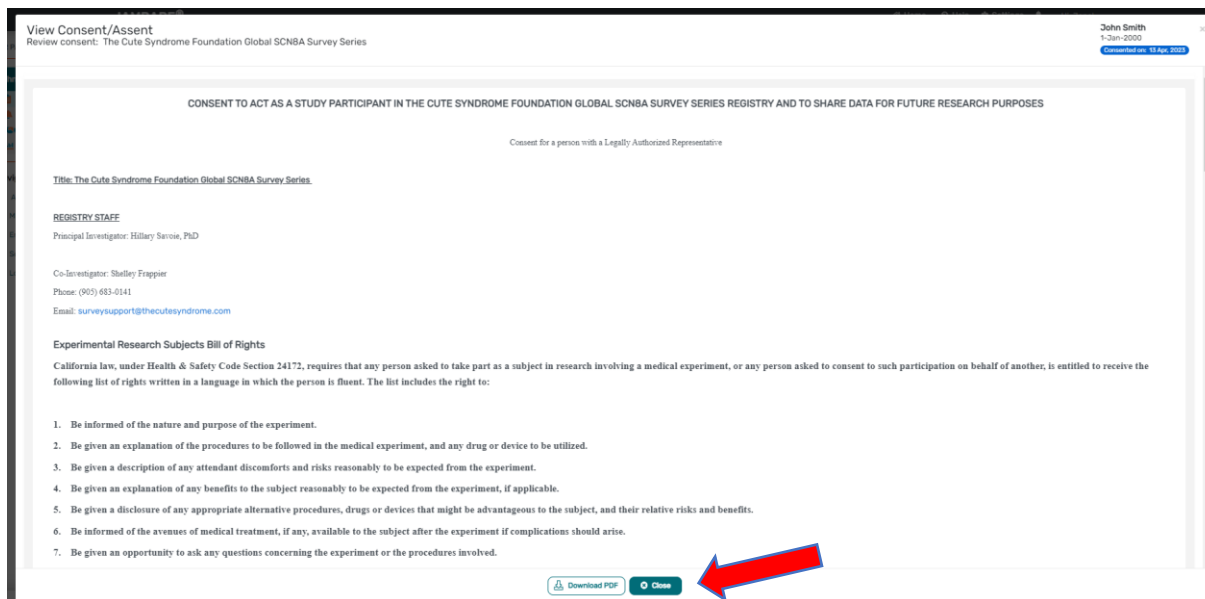 View Consent/Assent
Review consent: The Cute Syndrome Foundation Global SCN8A Survey Series
John Smith
1-Jan-2000
Consented on: 13 Apr, 2023
CONSENT TO ACT AS A STUDY PARTICIPANT IN THE CUTE SYNDROME FOUNDATION GLOBAL SCN8A SURVEY SERIES REGISTRY AND TO SHARE DATA FOR FUTURE RESEARCH PURPOSES
Consent for a person with a Legally Authorized Representative
Title: The Cute Syndrome Foundation Global SCN8A Survey Series
REGISTRY STAFF
Principal Investigator: Hillary Savoie, PhD
Co-Investigator: Shelley Frappier
Phone: (905) 683-0141
Email: surveysupport@thecutesyndrome.com
Experimental Research Subjects Bill of Rights
California law, under Health & Safety Code Section 24172, requires that any person asked to take part as a subject in research involving a medical experiment, or any person asked to consent to such participation on behalf of another, is entitled to receive the
following list of rights written in a language in which the person is fluent. The list includes the right to:
1. Be informed of the nature and purpose of the experiment.
2. Be given an explanation of the procedures to be followed in the medical experiment, and any drug or device to be utilized.
3. Be given a description of any attendant discomforts and risks reasonably to be expected from the experiment.
4. Be given an explanation of any benefits to the subject reasonably to be expected from the experiment, if applicable.
5. Be given a disclosure of any appropriate alternative procedures, drugs or devices that might be advantageous to the subject, and their relative risks and benefits.
6. Be informed of the avenues of medical treatment, if any, available to the subject after the experiment if complications should arise.
7. Be given an opportunity to ask any questions concerning the experiment or the procedures involved.
Download PDF
Close